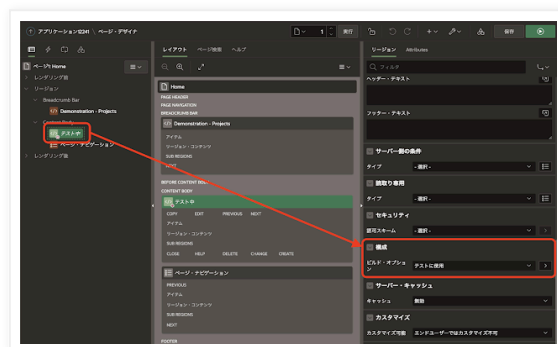 アプリケーション12241 \ ページ・デザイナ
1
実行
保存
レイアウト
ページ検索
ヘルプ
リージョン
Attributes
フィルタ
ページ1: Home
レンダリング前
リージョン
Breadcrumb Bar
Demonstration - Projects
Content Body
テスト中
ページ・ナビゲーション
レンダリング後
Home
PAGE HEADER
PAGE NAVIGATION
BREADCRUMB BAR
Demonstration - Projects
アイテム
リージョン・コンテンツ
SUB REGIONS
NEXT
BEFORE CONTENT BODY
CONTENT BODY
テスト中
COPY
EDIT
PREVIOUS
NEXT
アイテム
リージョン・コンテンツ
SUB REGIONS
CLOSE
HELP
DELETE
CHANGE
CREATE
ページ・ナビゲーション
PREVIOUS
アイテム
リージョン・コンテンツ
SUB REGIONS
NEXT
FOOTER
ヘッダー・テキスト
フッター・テキスト
サーバー側の条件
タイプ
- 選択 -
読取り専用
タイプ
- 選択 -
セキュリティ
認可スキーム
- 選択 -
構成
ビルド・オプション
テストに使用
サーバー・キャッシュ
キャッシュ
無効
カスタマイズ
カスタマイズ可能
エンドユーザーではカスタマイズ不可